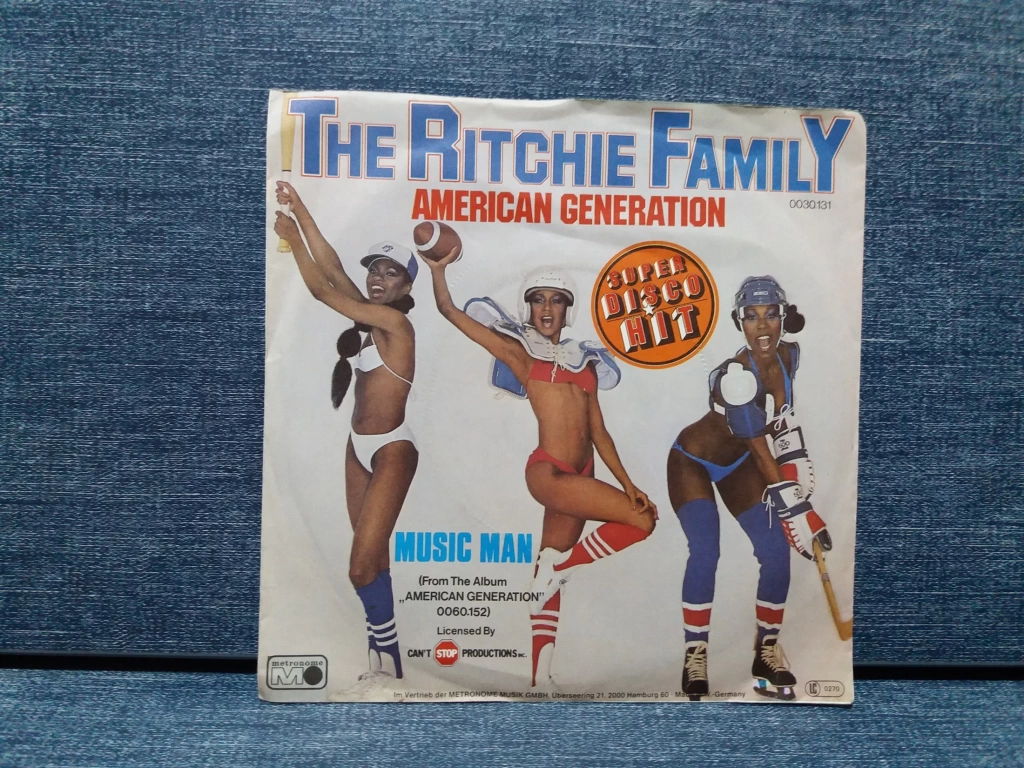 THE RITCHIE FAMILY
0030.131
AMERICAN GENERATION
SUPER
DISCO
HIT
MUSIC MAN
(From The Album
„AMERICAN GENERATION"
0060.152)
Licensed By
CAN'T STOP PRODUCTIONS INC.
metronome
M
Im Vertrieb der METRONOME MUSIK GMBH, Überseering 21, 2000 Hamburg 60 · Germany
LC 0270